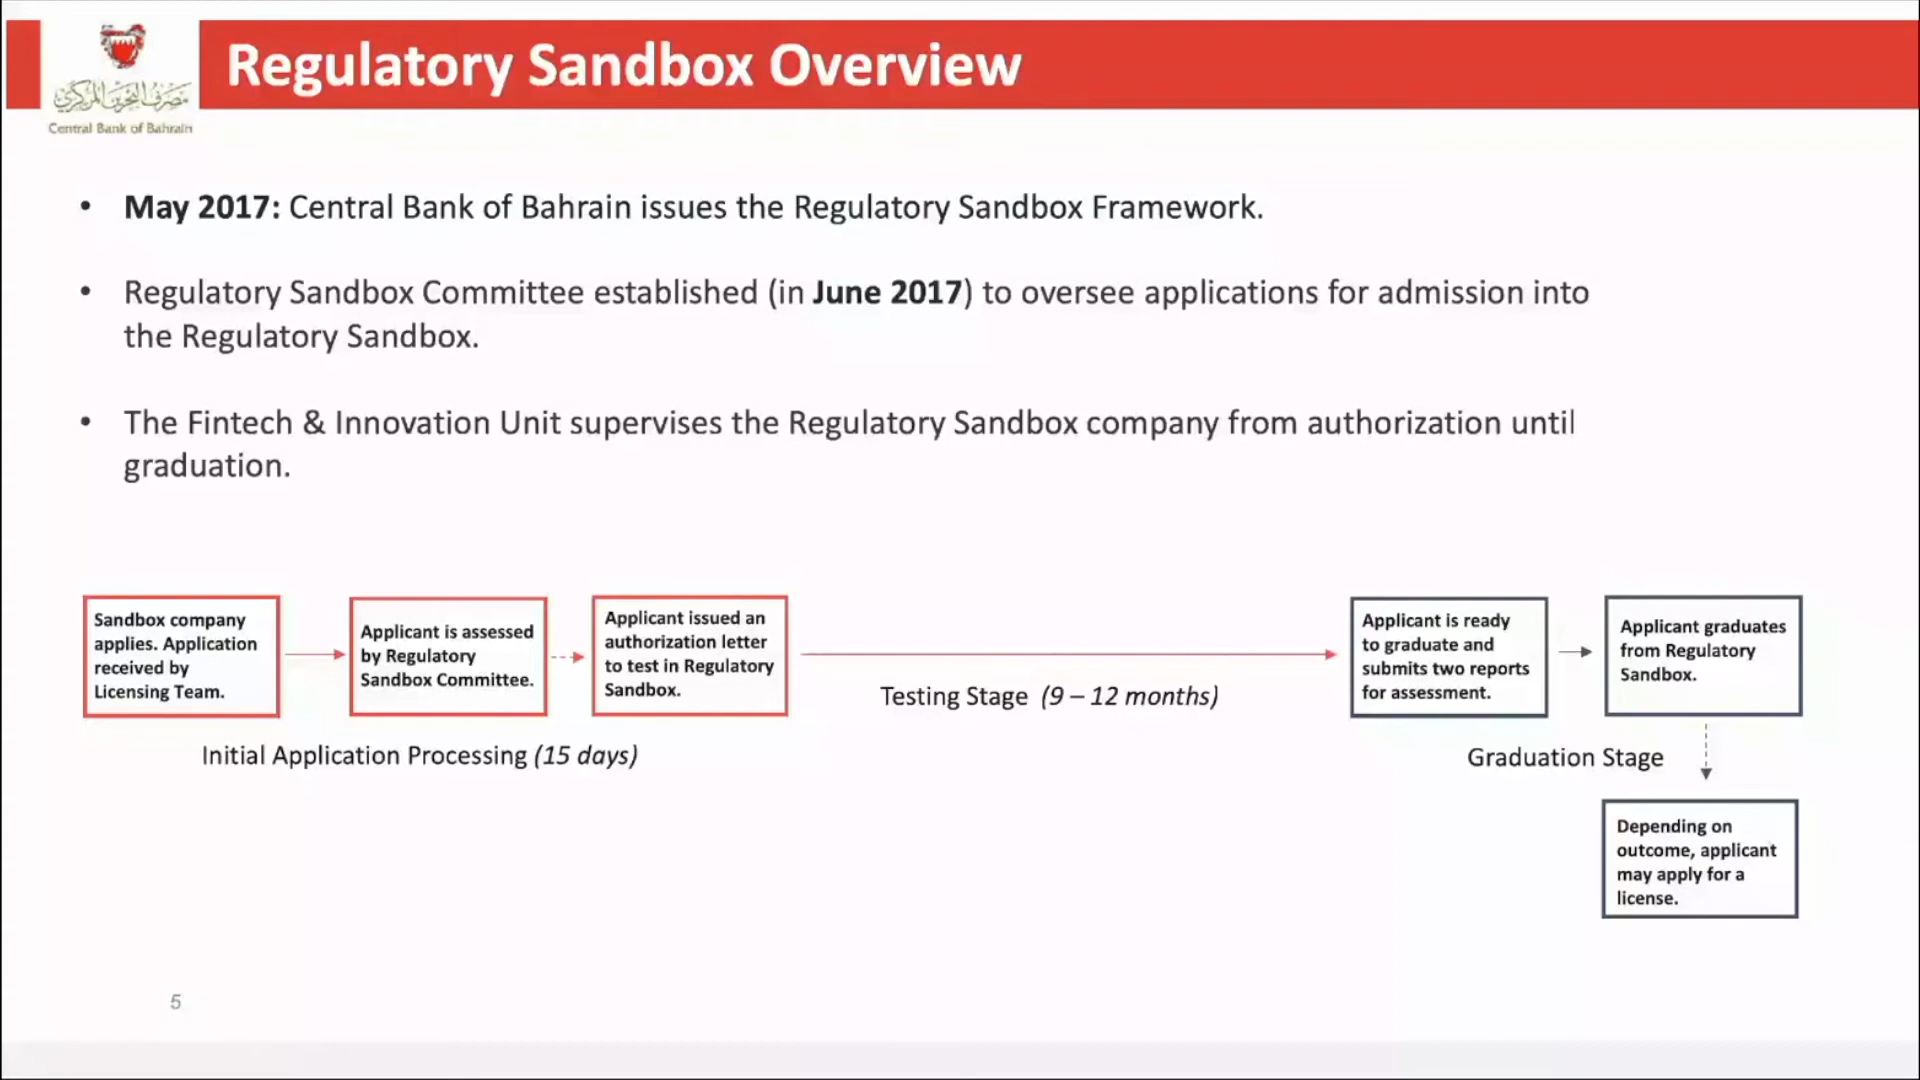 Regulatory Sandbox Overview
مصرف البحرين المركزي
Central Bank of Bahrain
• May 2017: Central Bank of Bahrain issues the Regulatory Sandbox Framework.
• Regulatory Sandbox Committee established (in June 2017) to oversee applications for admission into
the Regulatory Sandbox.
• The Fintech & Innovation Unit supervises the Regulatory Sandbox company from authorization until
graduation.
Sandbox company
applies. Application
received by
Licensing Team.
Applicant is assessed
by Regulatory
Sandbox Committee.
Applicant issued an
authorization letter
to test in Regulatory
Sandbox.
Initial Application Processing (15 days)
Testing Stage (9 – 12 months)
Applicant is ready
to graduate and
submits two reports
for assessment.
Applicant graduates
from Regulatory
Sandbox.
Graduation Stage
Depending on
outcome, applicant
may apply for a
license.
5